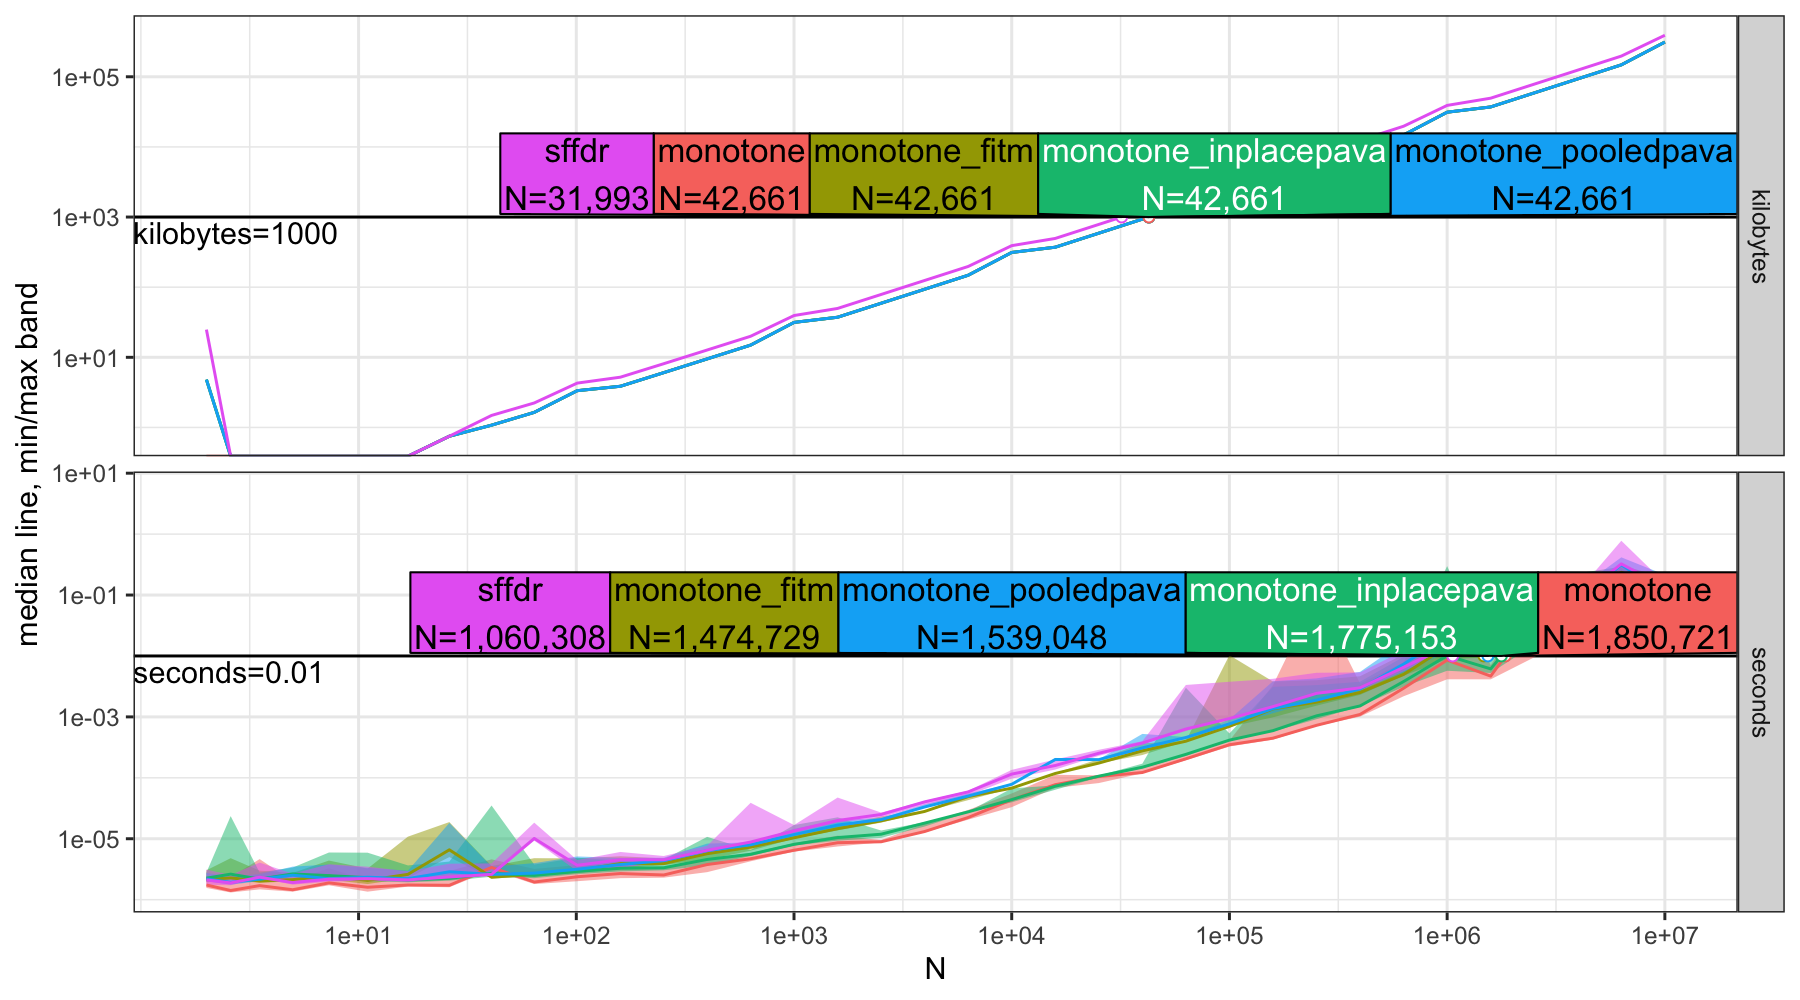 median line, min/max band
1e+05
1e+03
1e+01
sffdr
N=31,993
monotone
N=42,661
monotone_fitm
N=42,661
monotone_inplacepava
N=42,661
monotone_pooledpava
N=42,661
kilobytes=1000
kilobytes
1e+01
1e-01
1e-03
1e-05
sffdr
N=1,060,308
monotone_fitm
N=1,474,729
monotone_pooledpava
N=1,539,048
monotone_inplacepava
N=1,775,153
monotone
N=1,850,721
seconds=0.01
seconds
1e+01
1e+02
1e+03
1e+04
1e+05
1e+06
1e+07
N